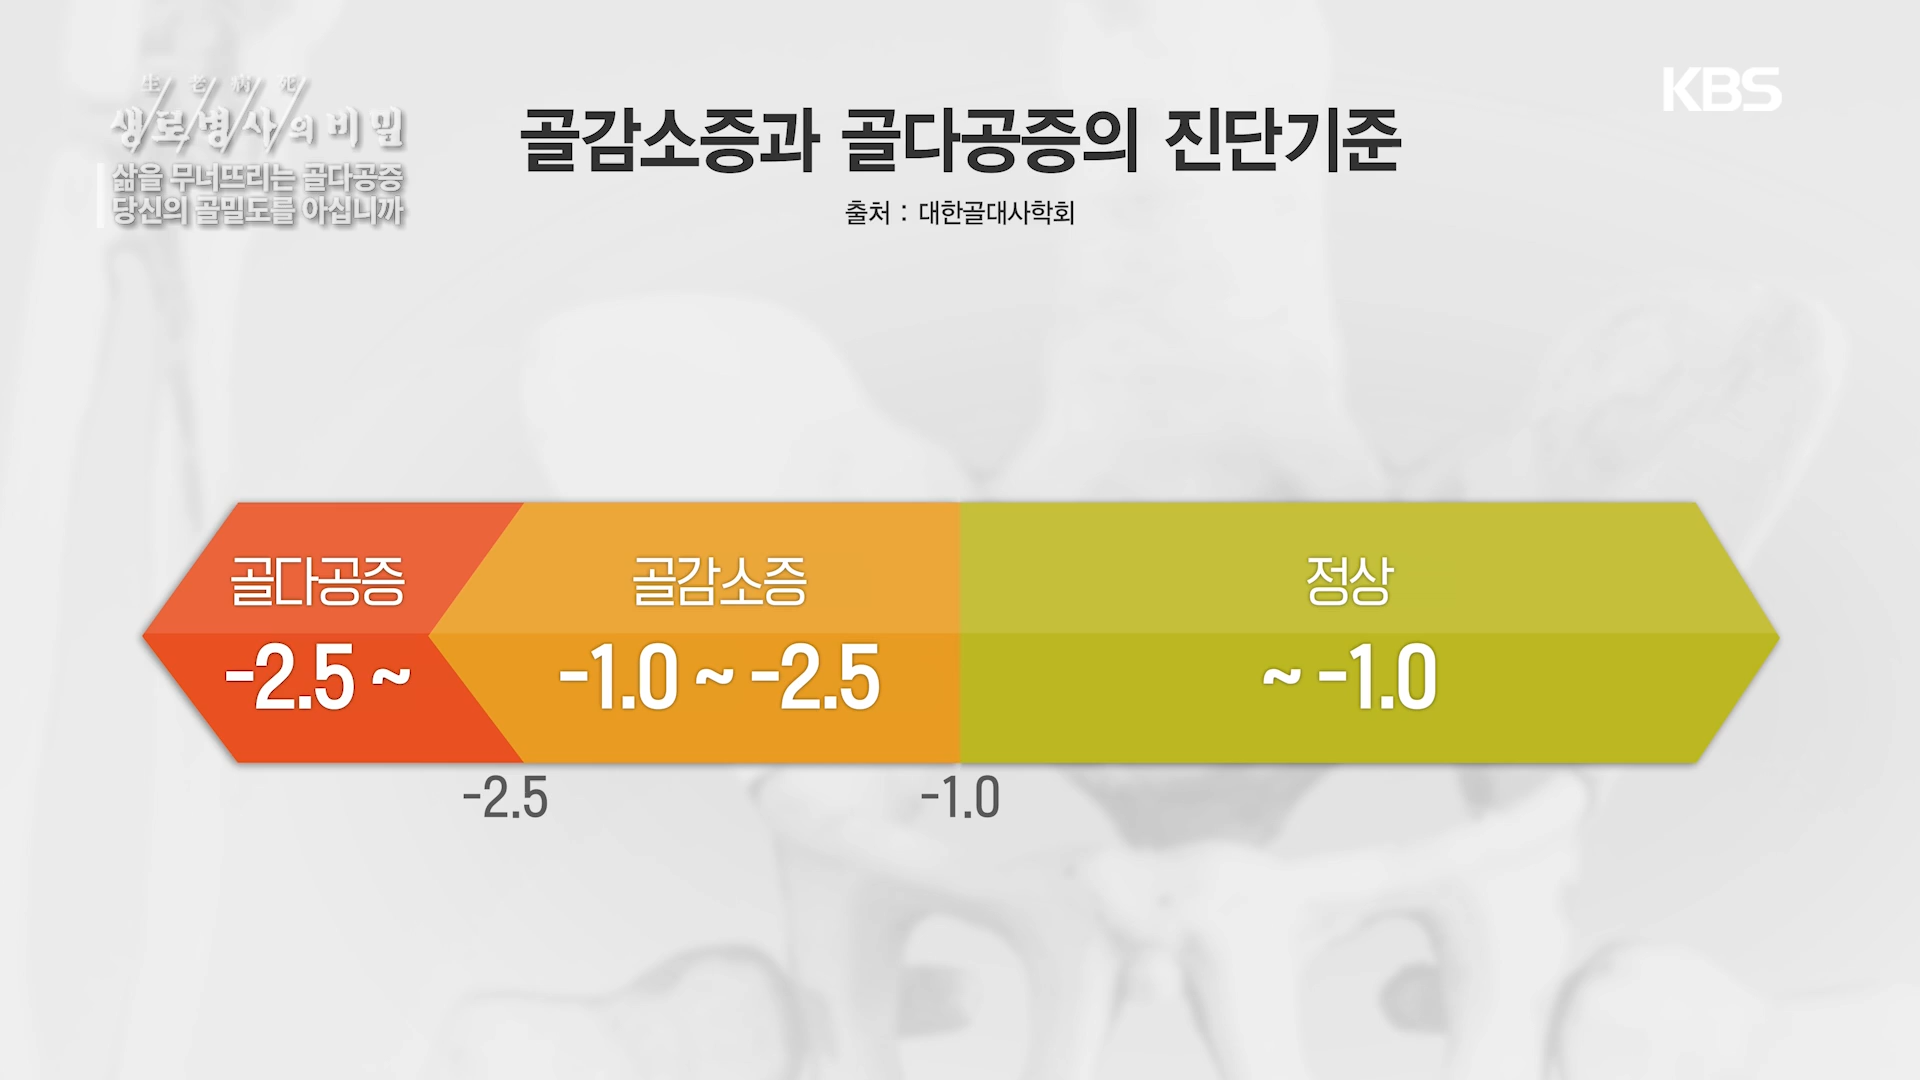 生老病死
생로병사의 비밀
삶을 무너뜨리는 골다공증
당신의 골밀도를 아십니까
KBS
골감소증과 골다공증의 진단기준
출처 : 대한골대사학회
골다공증
-2.5 ~
골감소증
-1.0 ~ -2.5
정상
~ -1.0
-2.5
-1.0